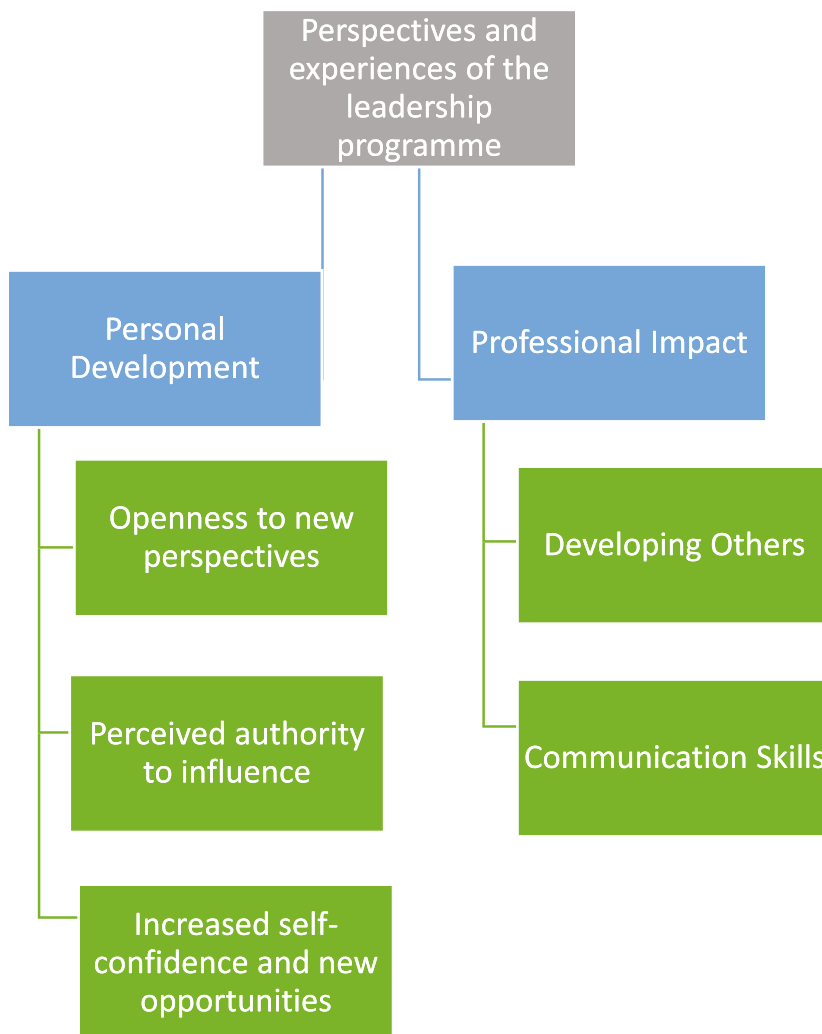 Perspectives and
experiences of the
leadership
programme
Personal
Development
Openness to new
perspectives
Perceived authority
to influence
Increased self-
confidence and new
opportunities
Professional Impact
Developing Others
Communication Skills